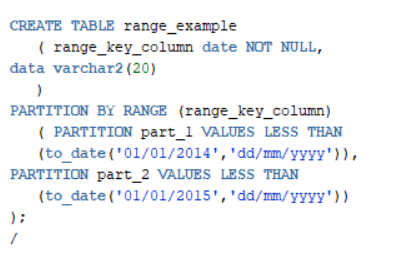 CREATE TABLE range_example
( range_key_column date NOT NULL,
data varchar2(20)
)
PARTITION BY RANGE (range_key_column)
( PARTITION part_1 VALUES LESS THAN
(to_date('01/01/2014','dd/mm/yyyy')),
PARTITION part_2 VALUES LESS THAN
(to_date('01/01/2015','dd/mm/yyyy'))
);
/